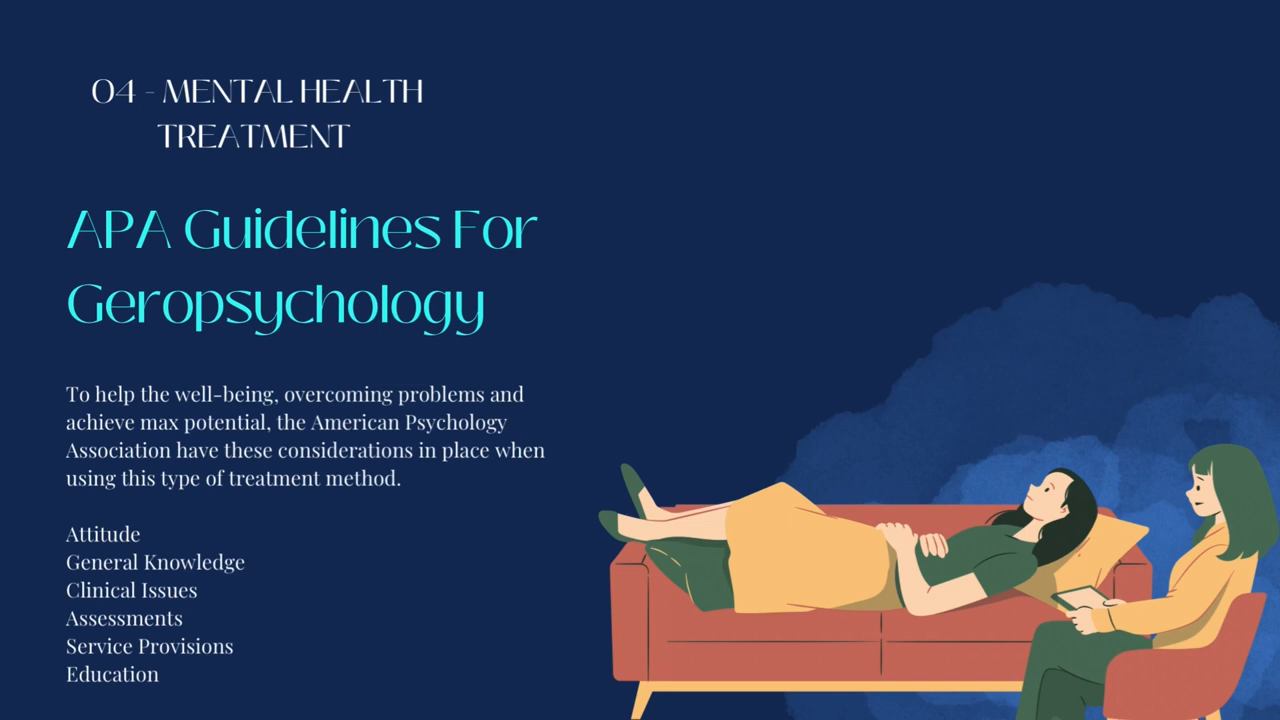 04 - MENTAL HEALTH
TREATMENT
APA Guidelines For
Geropsychology
To help the well-being, overcoming problems and
achieve max potential, the American Psychology
Association have these considerations in place when
using this type of treatment method.
Attitude
General Knowledge
Clinical Issues
Assessments
Service Provisions
Education